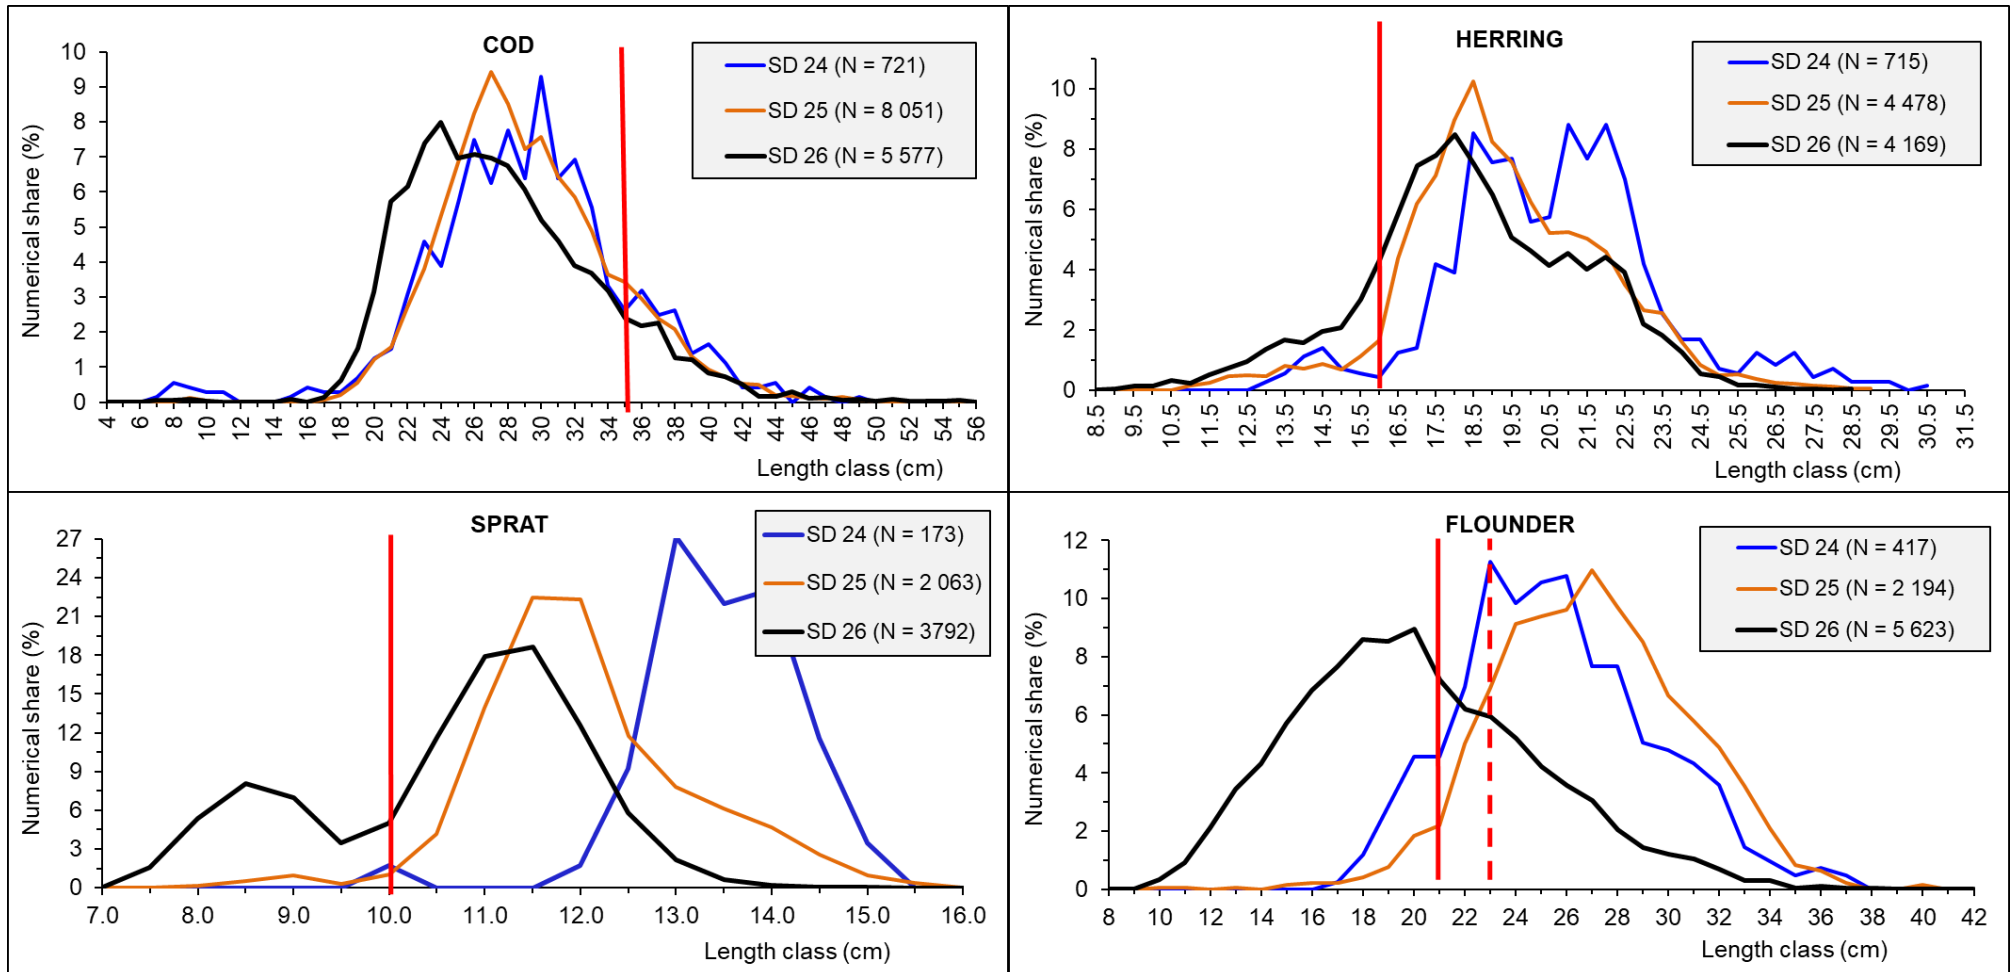 COD
SD 24 (N = 721)
SD 25 (N = 8 051)
SD 26 (N = 5 577)
Numerical share (%)
10
9
8
7
6
5
4
3
2
1
0
4 6 8 10 12 14 16 18 20 22 24 26 28 30 32 34 36 38 40 42 44 46 48 50 52 54 56
Length class (cm)
HERRING
SD 24 (N = 715)
SD 25 (N = 4 478)
SD 26 (N = 4 169)
Numerical share (%)
10
8
6
4
2
0
8.5 9.5 10.5 11.5 12.5 13.5 14.5 15.5 16.5 17.5 18.5 19.5 20.5 21.5 22.5 23.5 24.5 25.5 26.5 27.5 28.5 29.5 30.5 31.5
Length class (cm)
SPRAT
SD 24 (N = 173)
SD 25 (N = 2 063)
SD 26 (N = 3792)
Numerical share (%)
27
24
21
18
15
12
9
6
3
0
7.0 8.0 9.0 10.0 11.0 12.0 13.0 14.0 15.0 16.0
Length class (cm)
FLOUNDER
SD 24 (N = 417)
SD 25 (N = 2 194)
SD 26 (N = 5 623)
Numerical share (%)
12
10
8
6
4
2
0
8 10 12 14 16 18 20 22 24 26 28 30 32 34 36 38 40 42
Length class (cm)